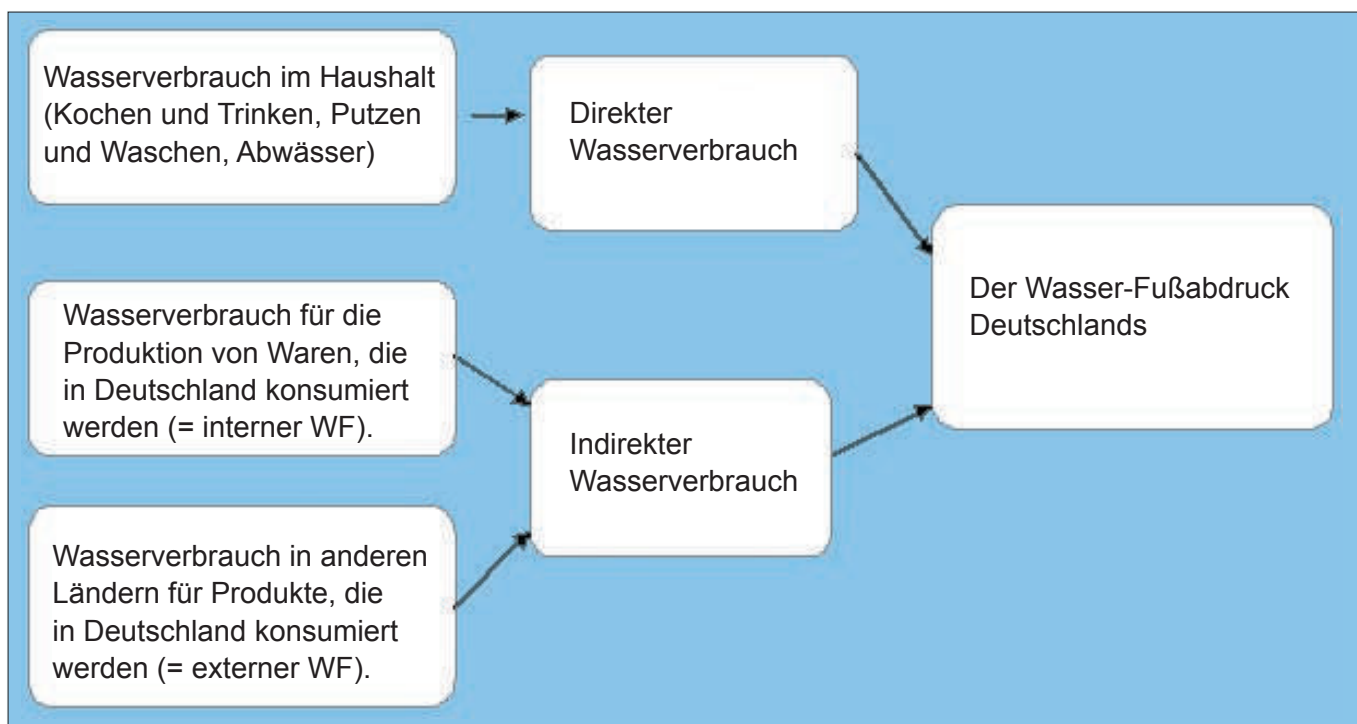 Wasserverbrauch im Haushalt
(Kochen und Trinken, Putzen
und Waschen, Abwässer)
Direkter
Wasserverbrauch
Wasserverbrauch für die
Produktion von Waren, die
in Deutschland konsumiert
werden (= interner WF).
Indirekter
Wasserverbrauch
Wasserverbrauch in anderen
Ländern für Produkte, die
in Deutschland konsumiert
werden (= externer WF).
Der Wasser-Fußabdruck
Deutschlands